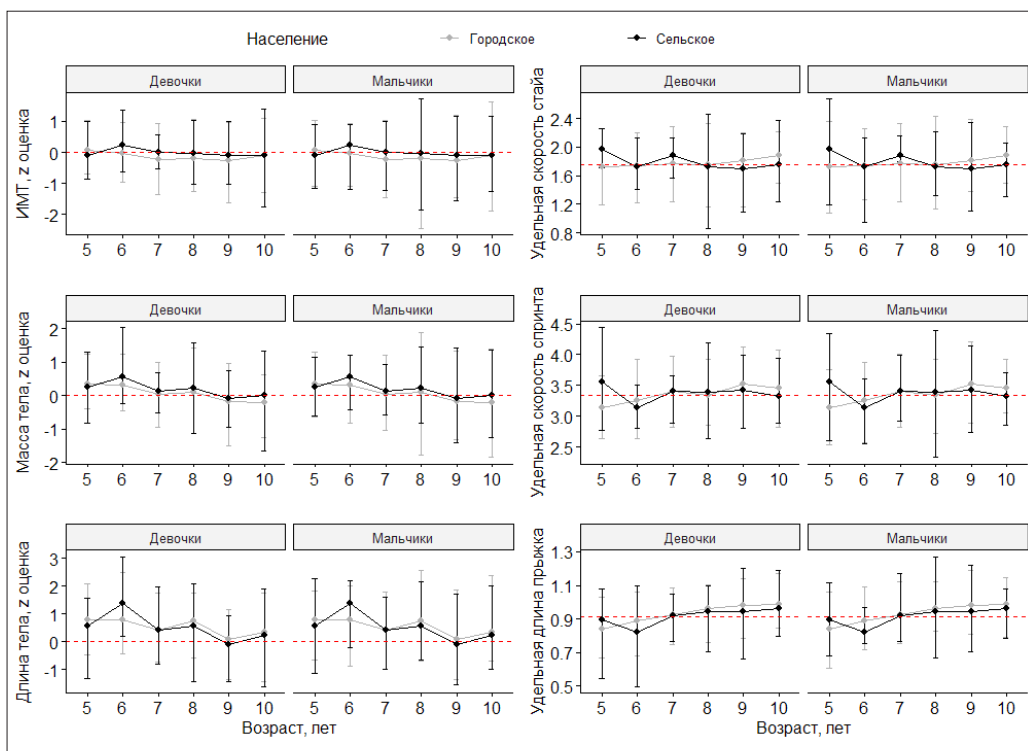 Население Городское Сельское
Девочки Мальчики
ИМТ, z оценка
1
0
-1
-2
5 6 7 8 9 10 5 6 7 8 9 10
Девочки Мальчики
Удельная скорость стайа
2.4
2.0
1.6
1.2
0.8
5 6 7 8 9 10 5 6 7 8 9 10
Девочки Мальчики
Масса тела, z оценка
2
1
0
-1
-2
5 6 7 8 9 10 5 6 7 8 9 10
Девочки Мальчики
Удельная скорость спринта
4.5
4.0
3.5
3.0
2.5
5 6 7 8 9 10 5 6 7 8 9 10
Девочки Мальчики
Длина тела, z оценка
3
2
1
0
-1
5 6 7 8 9 10 5 6 7 8 9 10
Возраст, лет
Девочки Мальчики
Удельная длина прыжка
1.3
1.1
0.9
0.7
0.5
5 6 7 8 9 10 5 6 7 8 9 10
Возраст, лет